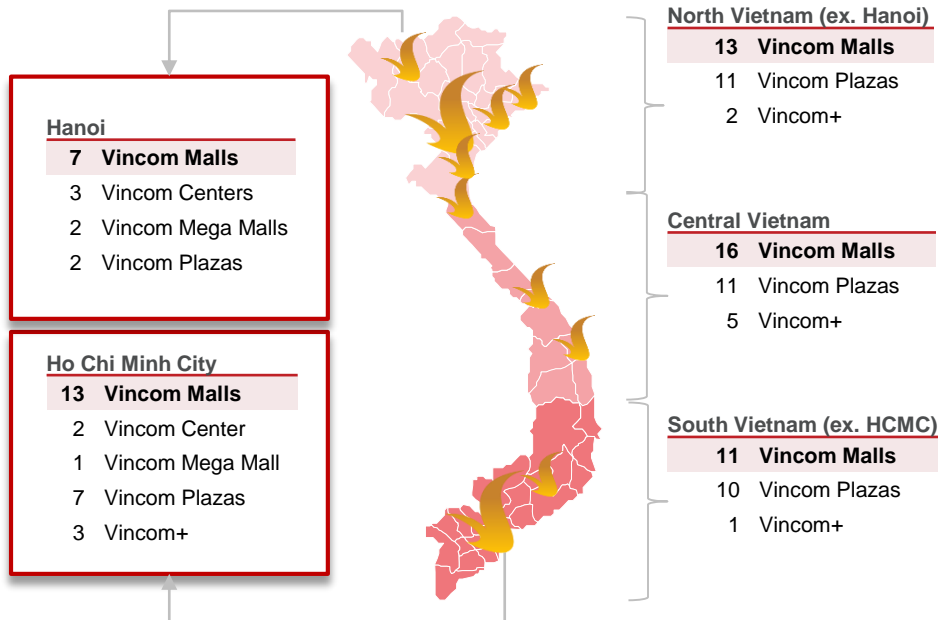 Hanoi
7 Vincom Malls
3 Vincom Centers
2 Vincom Mega Malls
2 Vincom Plazas
Ho Chi Minh City
13 Vincom Malls
2 Vincom Center
1 Vincom Mega Mall
7 Vincom Plazas
3 Vincom+
North Vietnam (ex. Hanoi)
13 Vincom Malls
11 Vincom Plazas
2 Vincom+
Central Vietnam
16 Vincom Malls
11 Vincom Plazas
5 Vincom+
South Vietnam (ex. HCMC)
11 Vincom Malls
10 Vincom Plazas
1 Vincom+